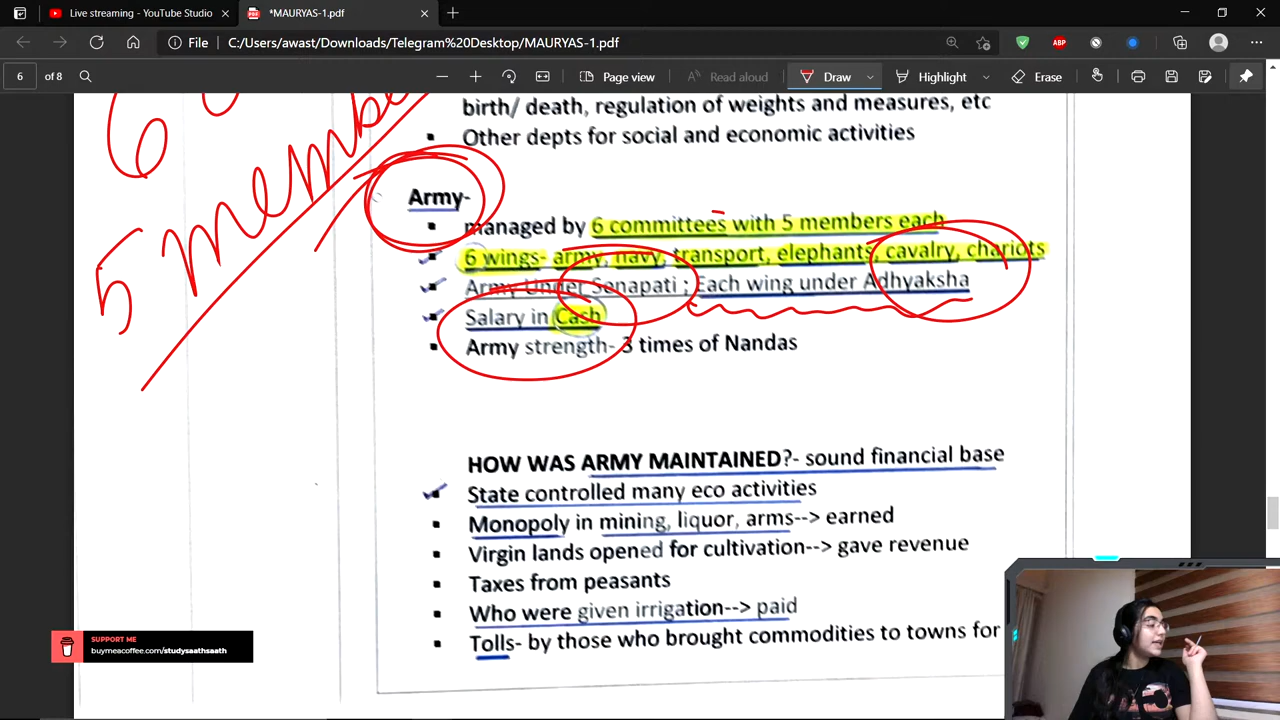 Live streaming - YouTube Studio
*MAURYAS-1.pdf
File
C:/Users/awast/Downloads/Telegram%20Desktop/MAURYAS-1.pdf
6 of 8
Page view
Read aloud
Draw
Highlight
Erase
birth/ death, regulation of weights and measures, etc
Other depts for social and economic activities
6
5 member
Army-
managed by 6 committees with 5 members each
6 wings- army, navy, transport, elephants, cavalry, chariots
Army Under Senapati ; Each wing under Adhyaksha
Salary in Cash
Army strength- 3 times of Nandas
HOW WAS ARMY MAINTAINED?- sound financial base
State controlled many eco activities
Monopoly in mining, liquor, arms--> earned
Virgin lands opened for cultivation--> gave revenue
Taxes from peasants
Who were given irrigation--> paid
Tolls- by those who brought commodities to towns for
SUPPORT ME
buymeacoffee.com/studysaathsaath
ABP
PDF